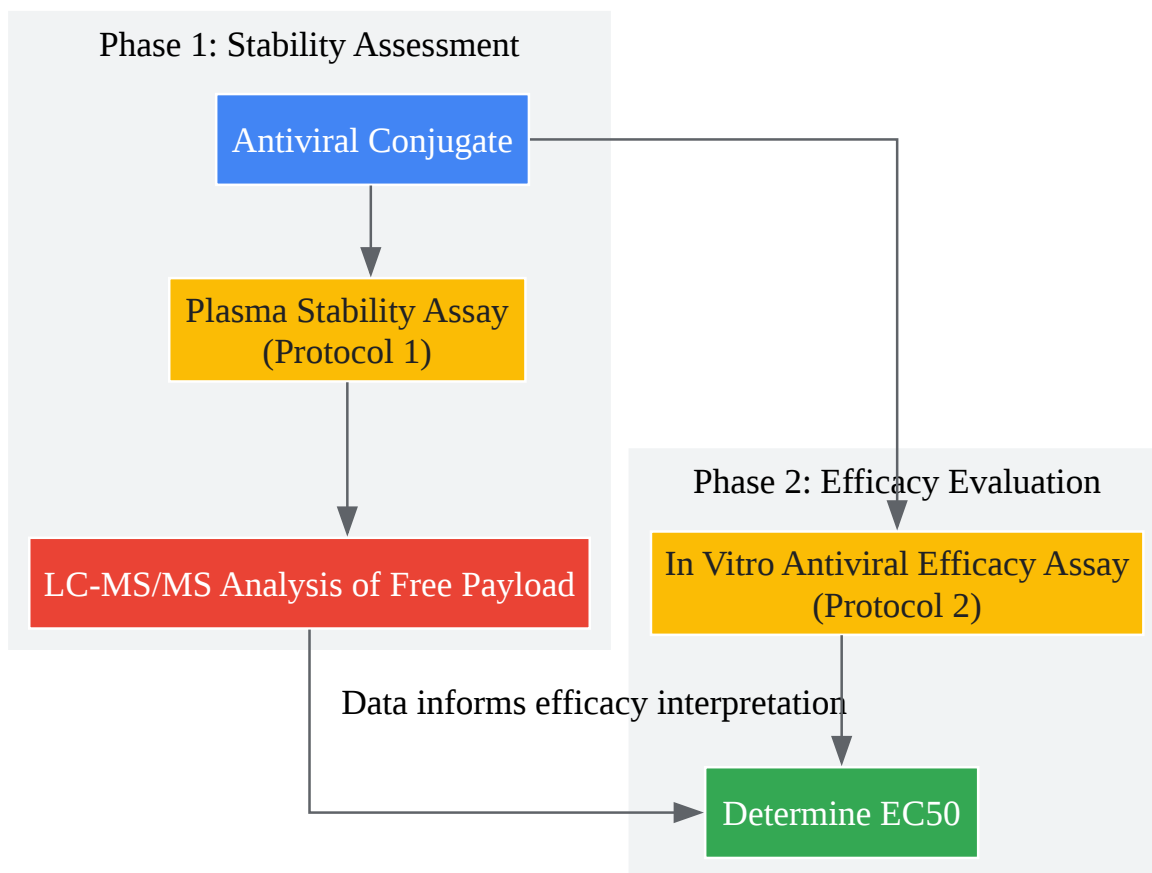 Phase 1: Stability Assessment
Antiviral Conjugate
Plasma Stability Assay
(Protocol 1)
LC-MS/MS Analysis of Free Payload
Data informs efficacy interpretation
Phase 2: Efficacy Evaluation
In Vitro Antiviral Efficacy Assay
(Protocol 2)
Determine EC50